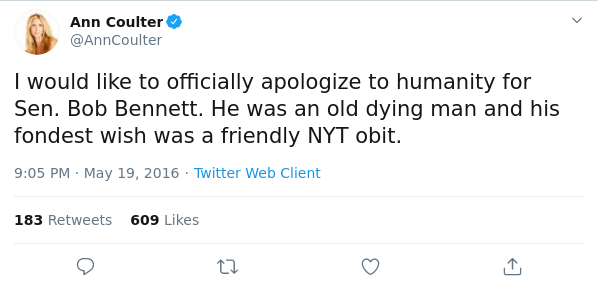 Ann Coulter
@AnnCoulter
I would like to officially apologize to humanity for
Sen. Bob Bennett. He was an old dying man and his
fondest wish was a friendly NYT obit.
9:05 PM · May 19, 2016 · Twitter Web Client
183 Retweets 609 Likes